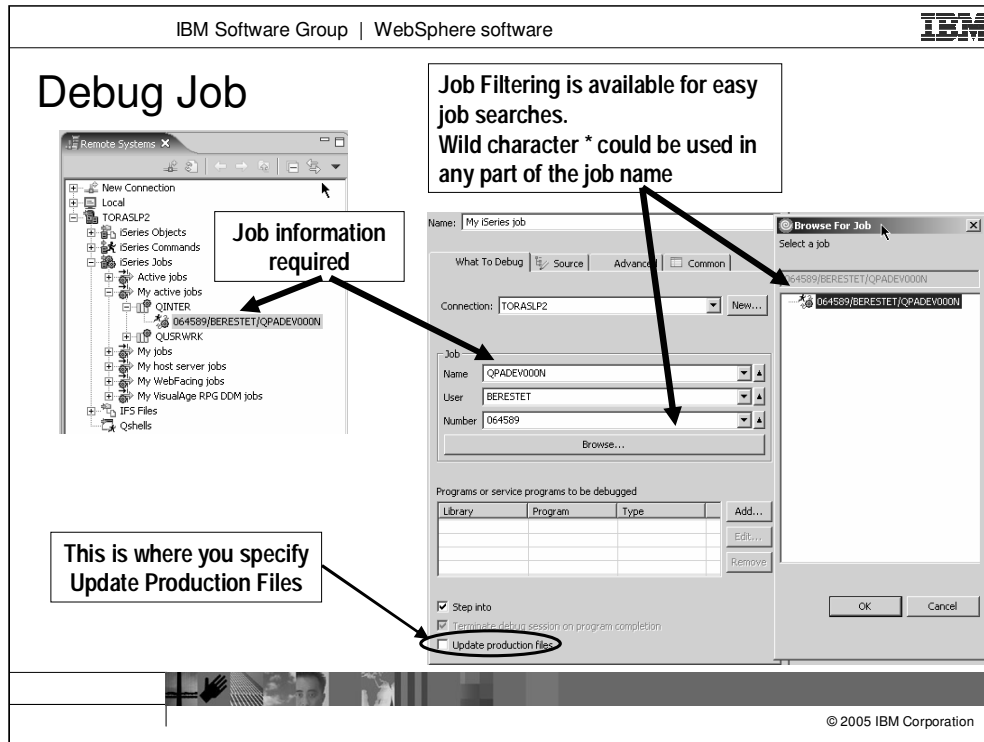 IBM Software Group | WebSphere software
IBM
Debug Job
Job Filtering is available for easy
job searches.
Wild character * could be used in
any part of the job name
Remote Systems
New Connection
Local
TORASLP2
iSeries Objects
iSeries Commands
iSeries Jobs
Active jobs
My active jobs
QINTER
064589/BERESTET/QPADEV000N
QUSRWRK
My jobs
My host server jobs
My WebFacing jobs
My VisualAge RPG DDM jobs
IFS Files
Qshells
Job information
required
Name: My iSeries job
What To Debug
Source
Advanced
Common
Connection: TORASLP2
New...
Job
Name QPADEV000N
User BERESTET
Number 064589
Browse...
Programs or service programs to be debugged
Library Program Type
Add...
Edit...
Remove
Step into
Terminate debug session on program completion
Update production files
Browse For Job
Select a job
064589/BERESTET/QPADEV000N
064589/BERESTET/QPADEV000N
OK Cancel
This is where you specify
Update Production Files
© 2005 IBM Corporation